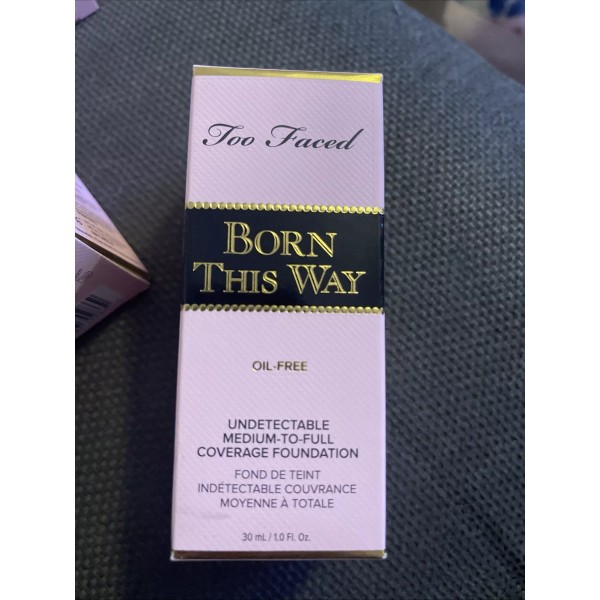 Too Faced
BORN
THIS WAY
OIL-FREE
UNDETECTABLE
MEDIUM-TO-FULL
COVERAGE FOUNDATION
FOND DE TEINT
INDÉTECTABLE COUVRANCE
MOYENNE À TOTALE
30 mL / 1.0 Fl. Oz.